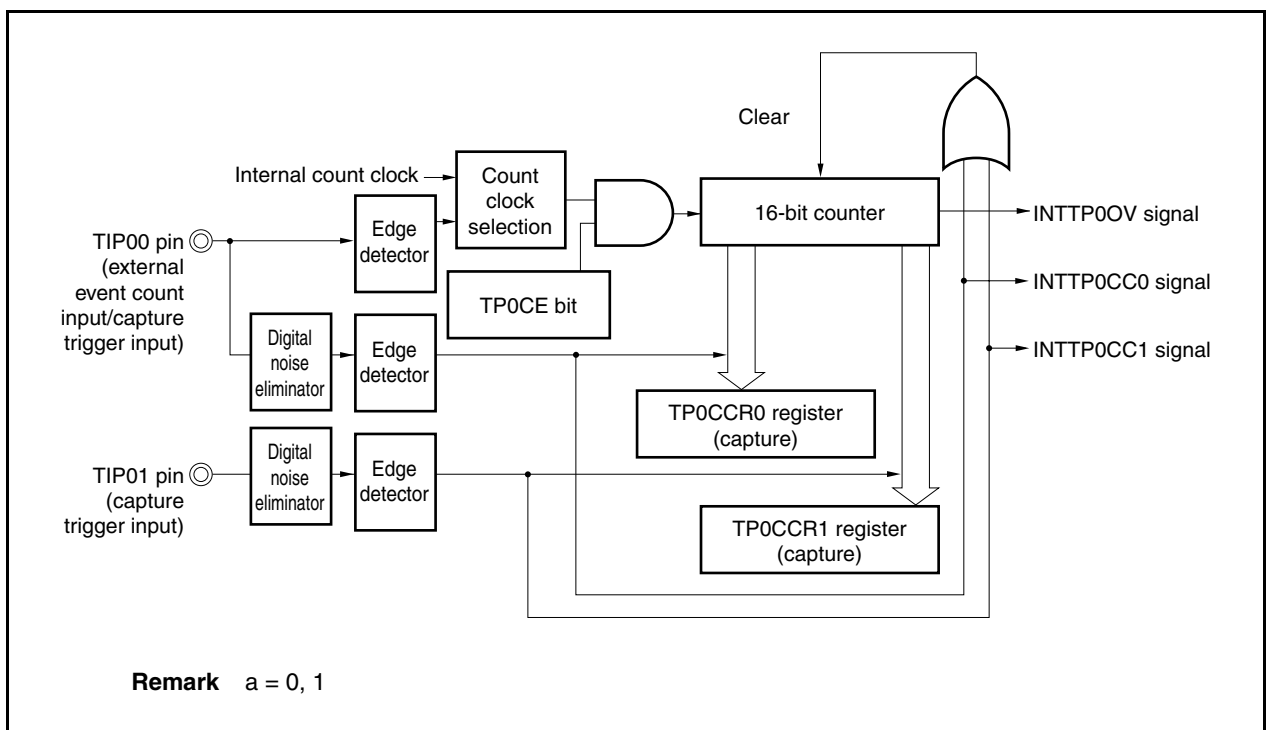 Clear
Internal count clock
Count
clock
selection
16-bit counter
INTTP0OV signal
TIP00 pin
(external
event count
input/capture
trigger input)
Edge
detector
TP0CE bit
INTTP0CC0 signal
Digital
noise
eliminator
Edge
detector
INTTP0CC1 signal
TP0CCR0 register
(capture)
TIP01 pin
(capture
trigger input)
Digital
noise
eliminator
Edge
detector
TP0CCR1 register
(capture)
Remark a = 0, 1